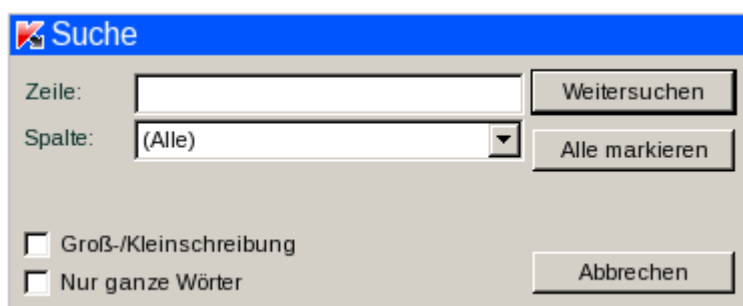 Suche
Zeile:
Weitersuchen
Spalte:
(Alle)
Alle markieren
Groß-/Kleinschreibung
Nur ganze Wörter
Abbrechen